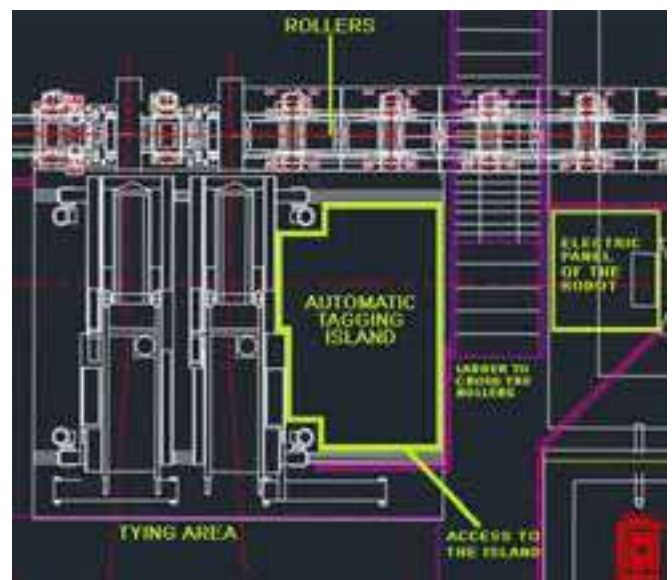 ROLLERS
ELECTRIC
PANEL
OF THE
ROBOT
AUTOMATIC
TAGGING
ISLAND
LADDER TO
CROSS THE
ROLLERS
TYING AREA
ACCESS TO
THE ISLAND